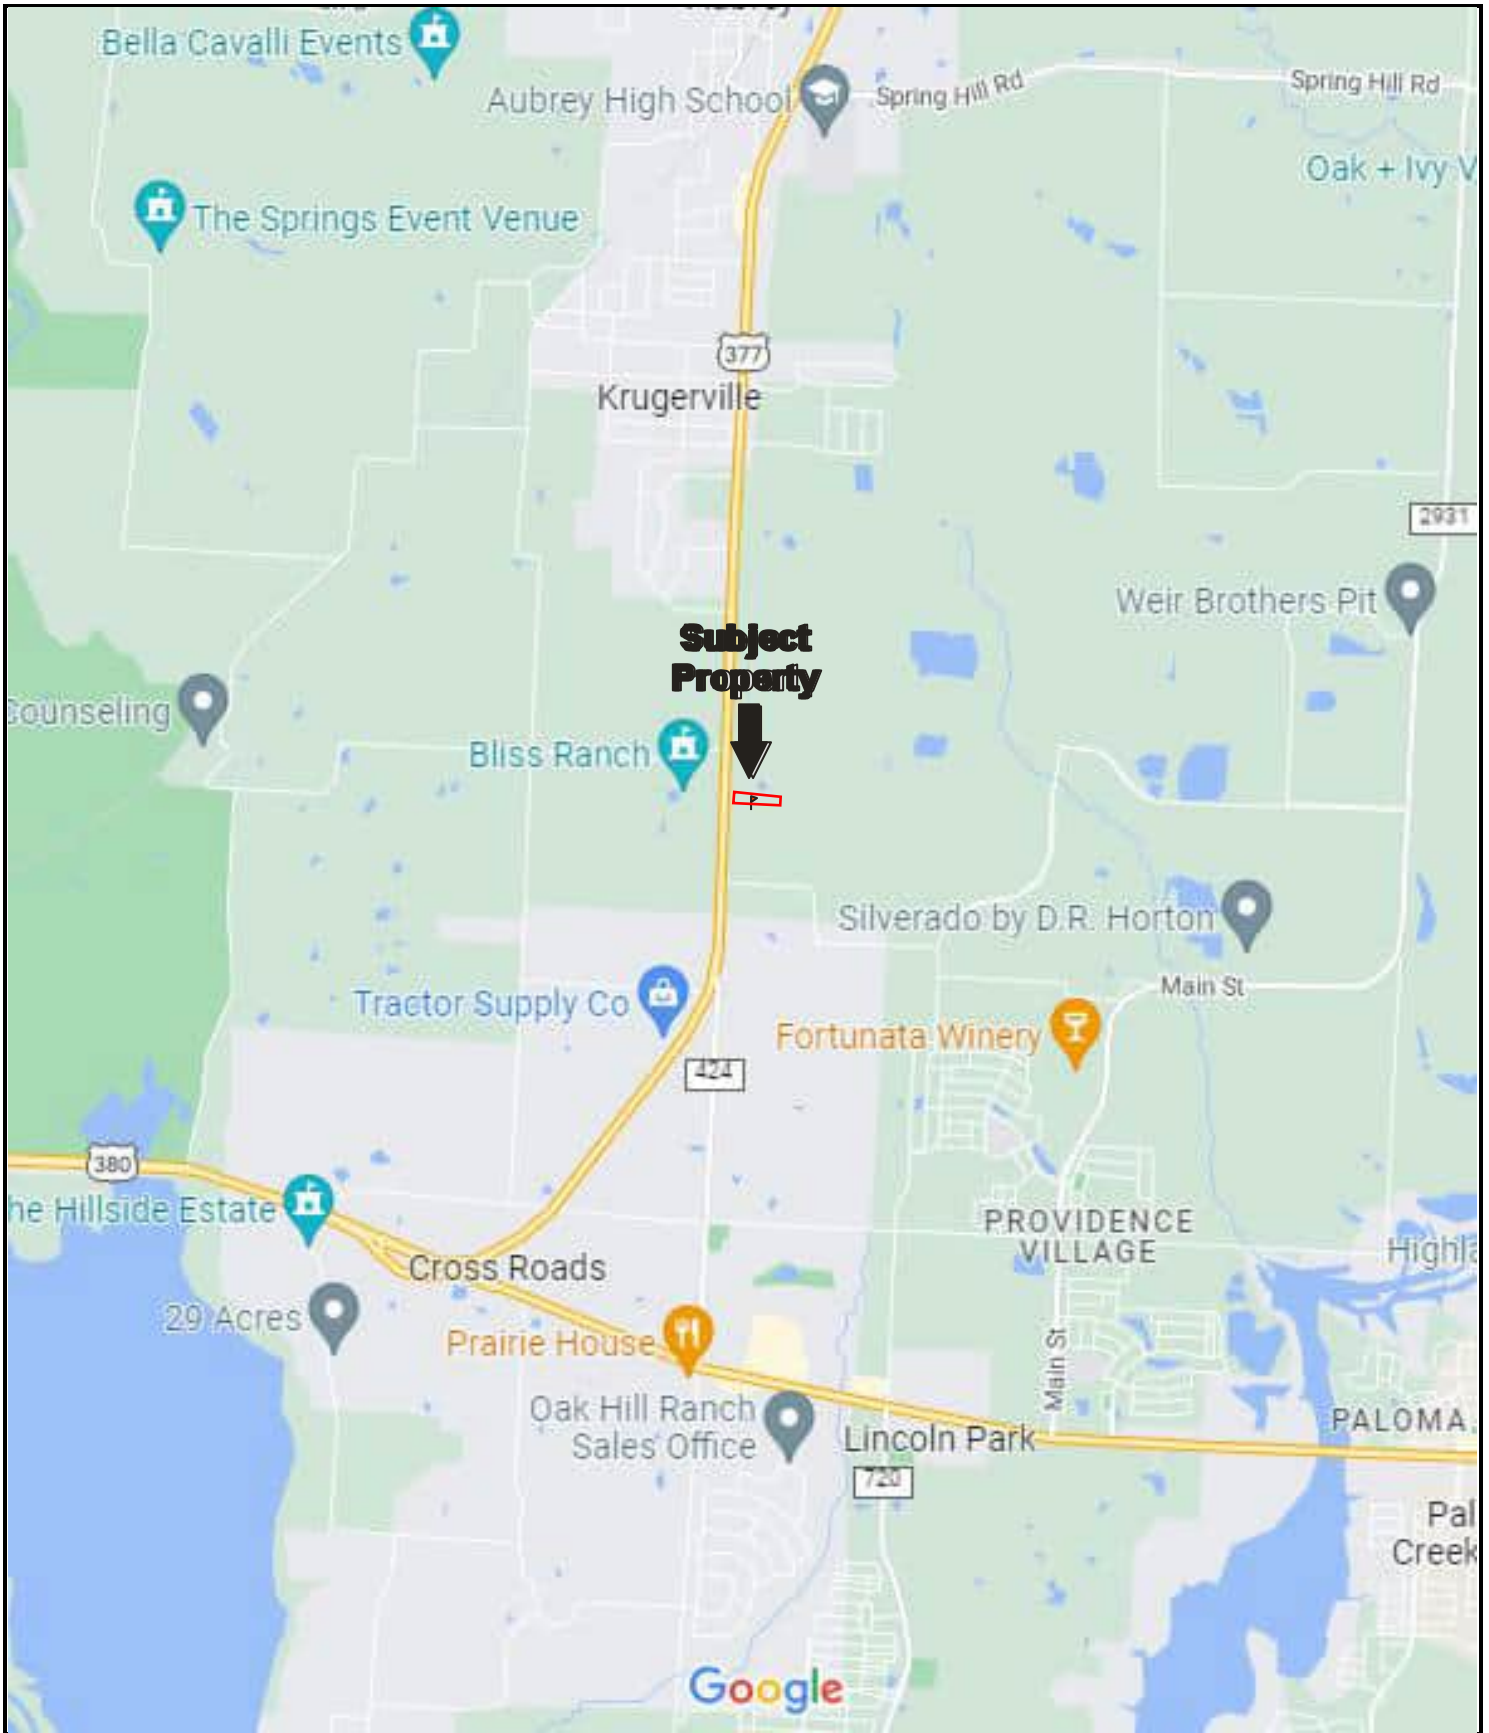 Bella Cavalli Events
Aubrey High School
Spring Hill Rd
Spring Hill Rd
Oak + Ivy V
The Springs Event Venue
377
Krugerville
2931
Weir Brothers Pit
Subject
Property
Counseling
Bliss Ranch
Silverado by D.R. Horton
Tractor Supply Co
Main St
Fortunata Winery
424
380
he Hillside Estate
PROVIDENCE
VILLAGE
Highla
Cross Roads
29 Acres
Prairie House
Main St
Oak Hill Ranch
Sales Office
Lincoln Park
PALOMA
720
Pal
Creek
Google